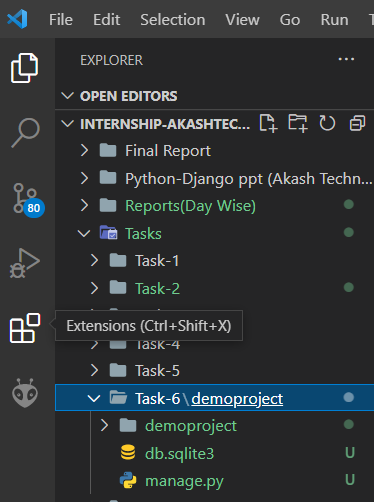 File Edit Selection View Go Run
EXPLORER ...
OPEN EDITORS
INTERNSHIP-AKASHTEC...
Final Report
Python-Django ppt (Akash Techn...
Reports(Day Wise)
Tasks
Task-1
Task-2
Extensions (Ctrl+Shift+X)
Task-4
Task-5
Task-6\demoproject
demoproject
db.sqlite3 U
manage.py U
80